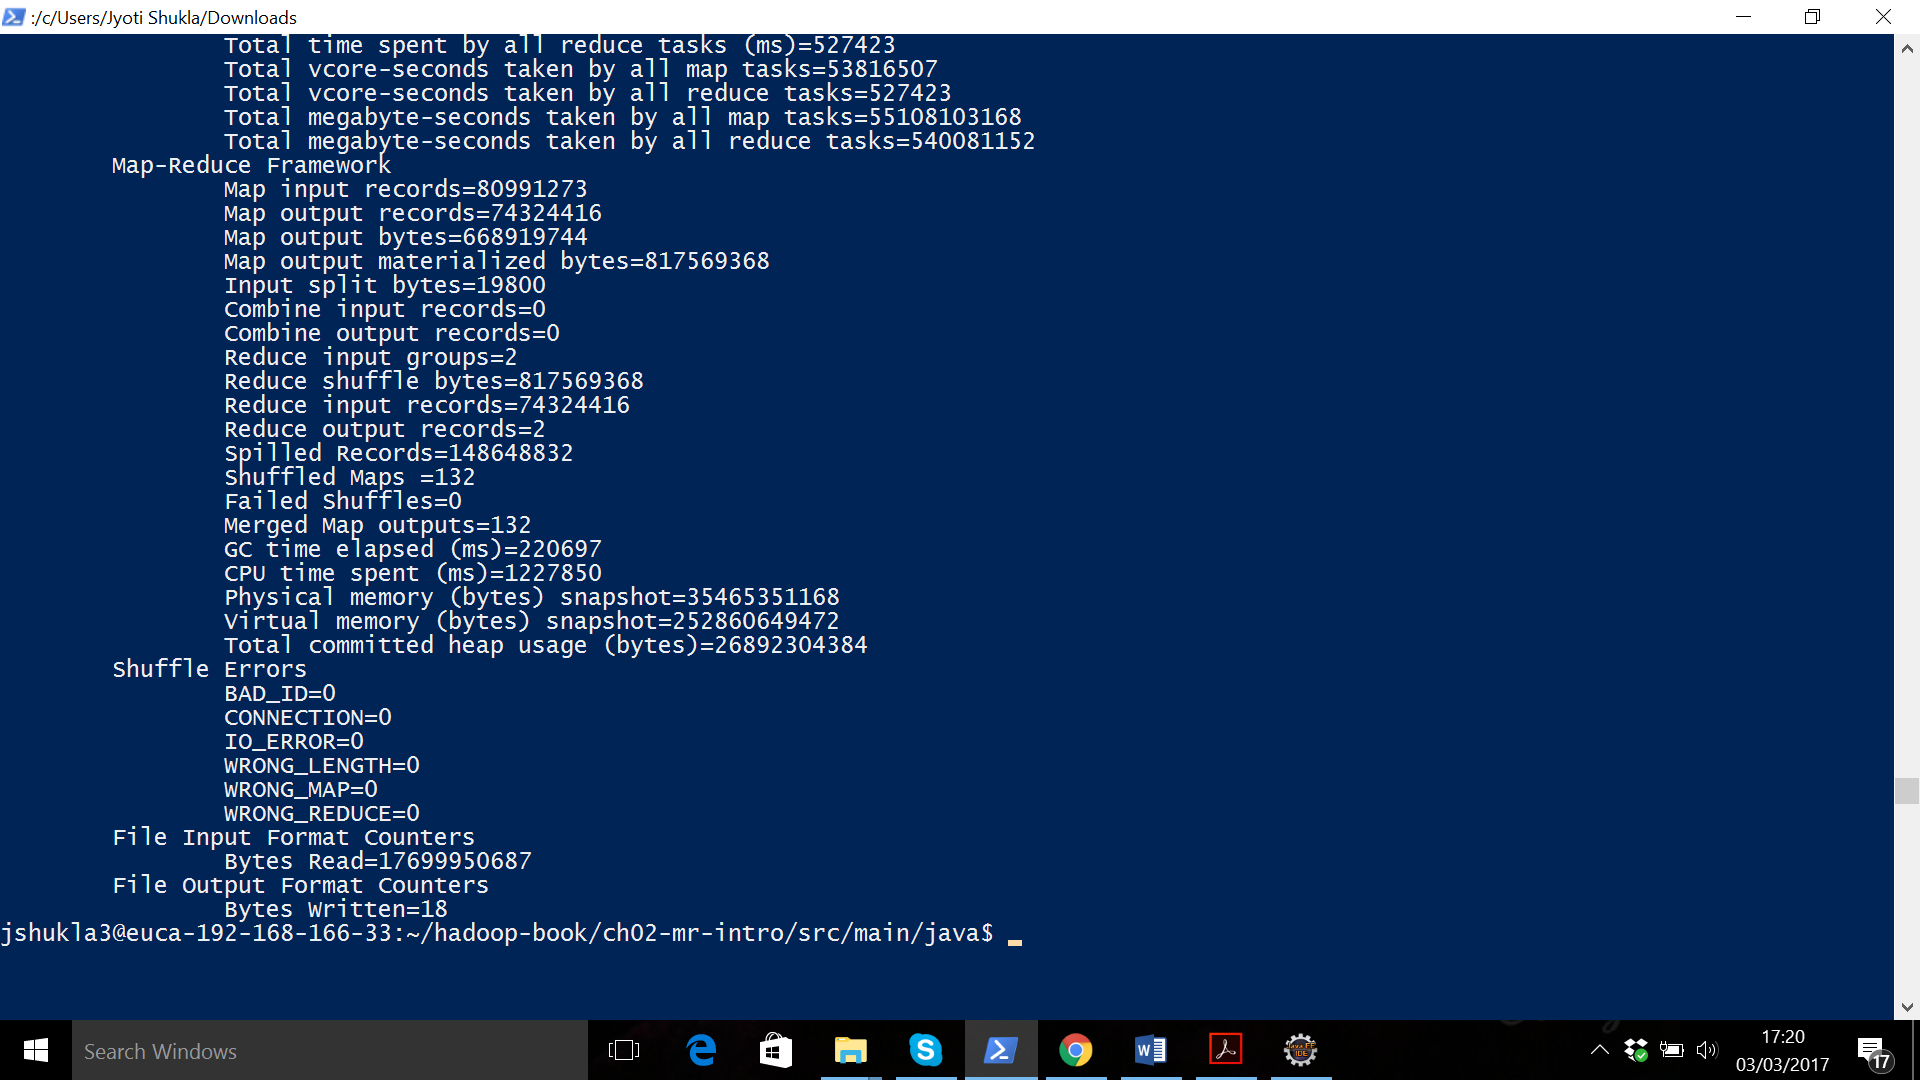 :/c/Users/Jyoti Shukla/Downloads
Total time spent by all reduce tasks (ms)=527423
Total vcore-seconds taken by all map tasks=53816507
Total vcore-seconds taken by all reduce tasks=527423
Total megabyte-seconds taken by all map tasks=55108103168
Total megabyte-seconds taken by all reduce tasks=540081152
Map-Reduce Framework
Map input records=80991273
Map output records=74324416
Map output bytes=668919744
Map output materialized bytes=817569368
Input split bytes=19800
Combine input records=0
Combine output records=0
Reduce input groups=2
Reduce shuffle bytes=817569368
Reduce input records=74324416
Reduce output records=2
Spilled Records=148648832
Shuffled Maps =132
Failed Shuffles=0
Merged Map outputs=132
GC time elapsed (ms)=220697
CPU time spent (ms)=1227850
Physical memory (bytes) snapshot=35465351168
Virtual memory (bytes) snapshot=252860649472
Total committed heap usage (bytes)=26892304384
Shuffle Errors
BAD_ID=0
CONNECTION=0
IO_ERROR=0
WRONG_LENGTH=0
WRONG_MAP=0
WRONG_REDUCE=0
File Input Format Counters
Bytes Read=17699950687
File Output Format Counters
Bytes Written=18
jshukla3@euca-192-168-166-33:~/hadoop-book/ch02-mr-intro/src/main/java$
Search Windows
17:20
03/03/2017
17